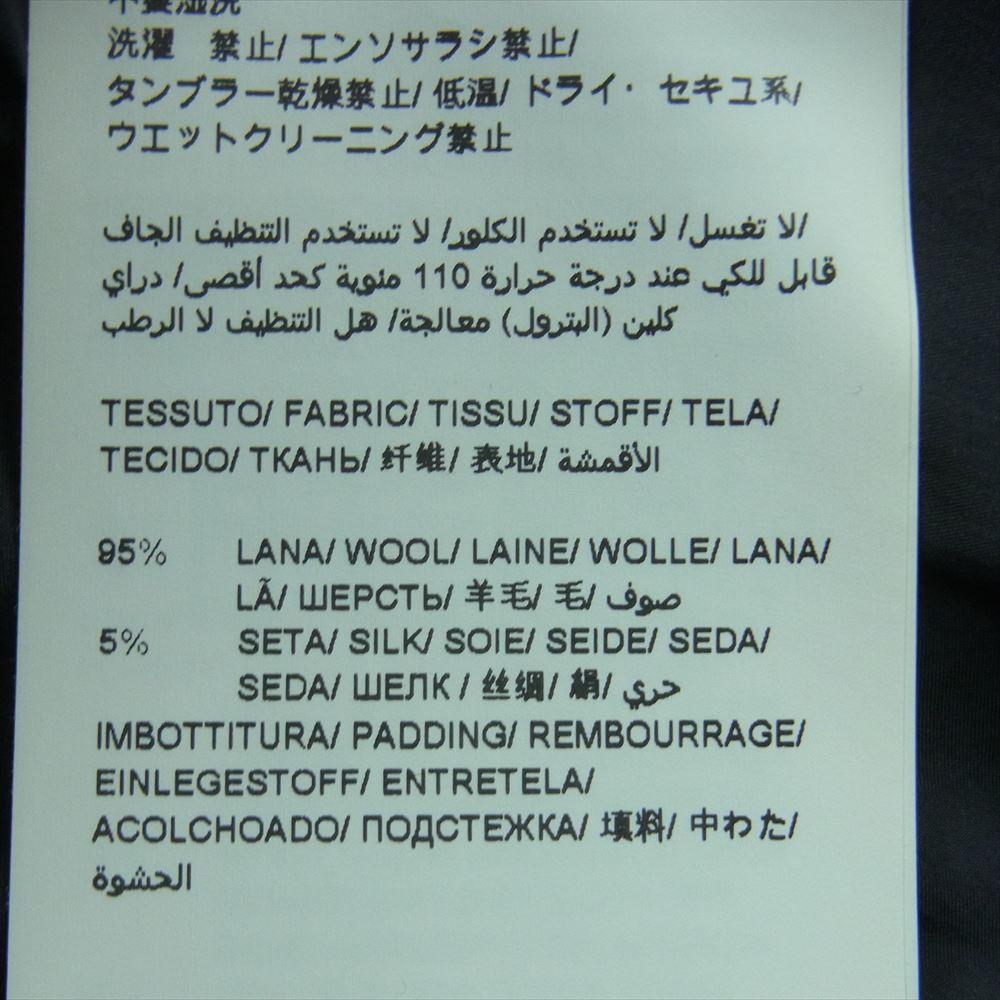 不要湿洗
洗濯 禁止/ エンソサラシ禁止/
タンブラー乾燥禁止/ 低温/ ドライ· セキユ系/
ウエットクリーニング禁止
لا تغسل/ لا تستخدم الكلور/ لا تستخدم التنظيف الجاف/
قابل للكي عند درجة حرارة 110 مئوية كحد أقصى/ دراي
كلين (البترول) معالجة/ هل التنظيف لا الرطب
TESSUTO/ FABRIC/ TISSU/ STOFF/ TELA/
TECIDO/ ТКАНЬ/ 纤维/ 表地/ الأقمشة
95% LANA/ WOOL/ LAINE/ WOLLE/ LANA/
LÃ/ ШЕРСТЬ/ 羊毛/ 毛/ صوف
5% SETA/ SILK/ SOIE/ SEIDE/ SEDA/
SEDA/ ШЕЛК / 丝绸/ 絹/ حري
IMBOTTITURA/ PADDING/ REMBOURRAGE/
EINLEGESTOFF/ ENTRETELA/
ACOLCHOADO/ ПОДСТЕЖКА/ 填料/ 中わた/
الحشوة